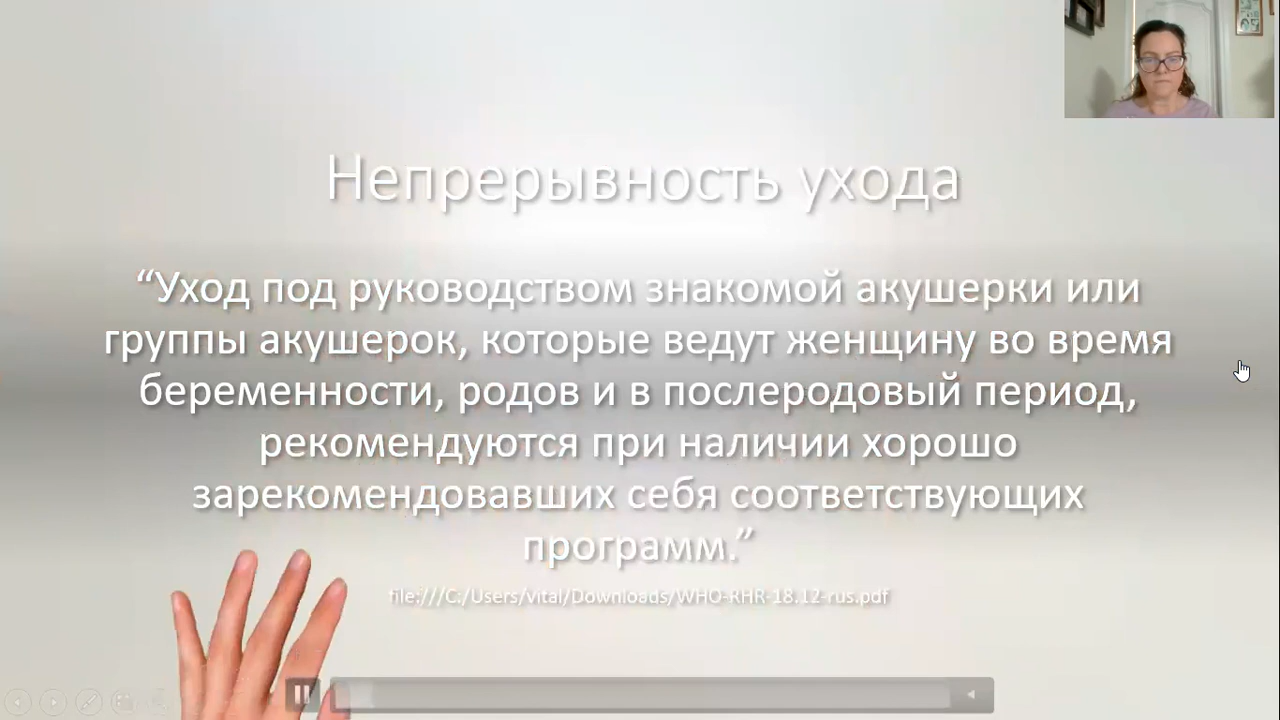 Непрерывность ухода
“Уход под руководством знакомой акушерки или
группы акушерок, которые ведут женщину во время
беременности, родов и в послеродовый период,
рекомендуются при наличии хорошо
зарекомендовавших себя соответствующих
программ.”
file:///C:/Users/vital/Downloads/WHO-RHR-18.12-rus.pdf